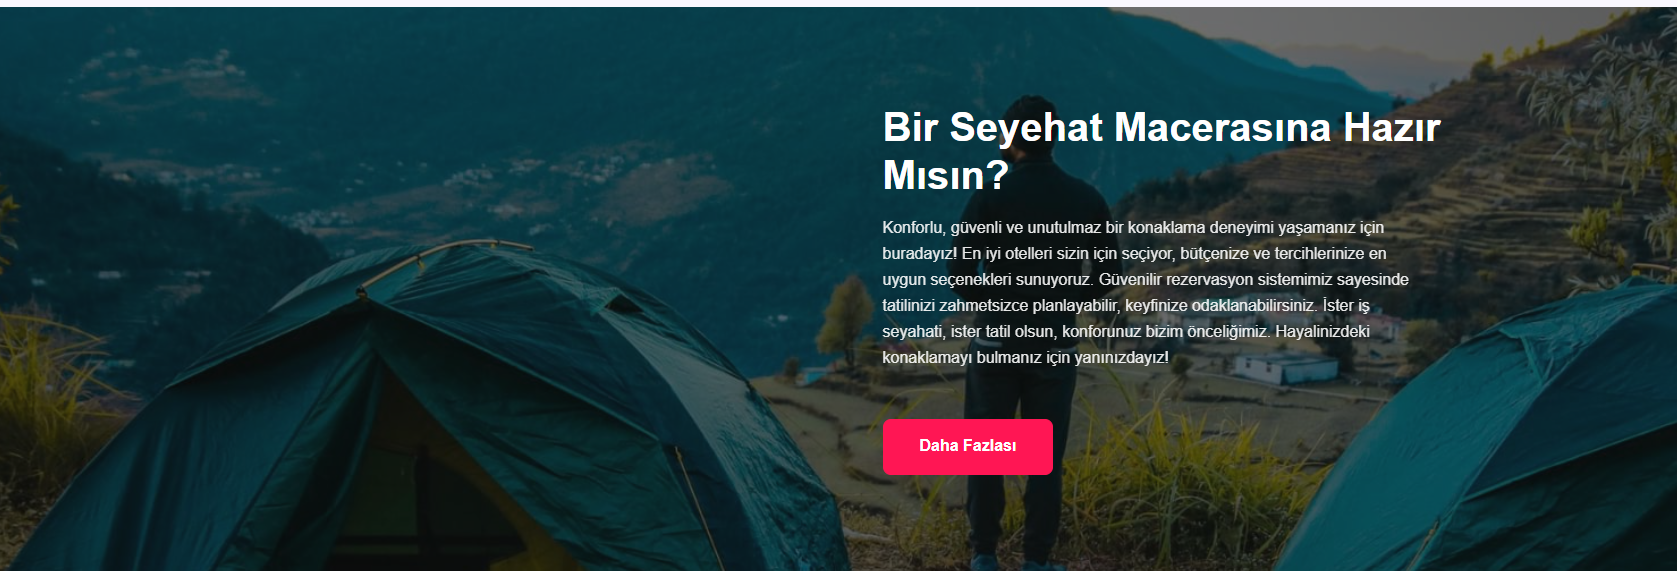 Bir Seyehat Macerasına Hazır
Mısın?
Konforlu, güvenli ve unutulmaz bir konaklama deneyimi yaşamanız için
buradayız! En iyi otelleri sizin için seçiyor, bütçenize ve tercihlerinize en
uygun seçenekleri sunuyoruz. Güvenilir rezervasyon sistemimiz sayesinde
tatilinizi zahmetsizce planlayabilir, keyfinize odaklanabilirsiniz. İster iş
seyahati, ister tatil olsun, konforunuz bizim önceliğimiz. Hayalinizdeki
konaklamayı bulmanız için yanınızdayız!
Daha Fazlası